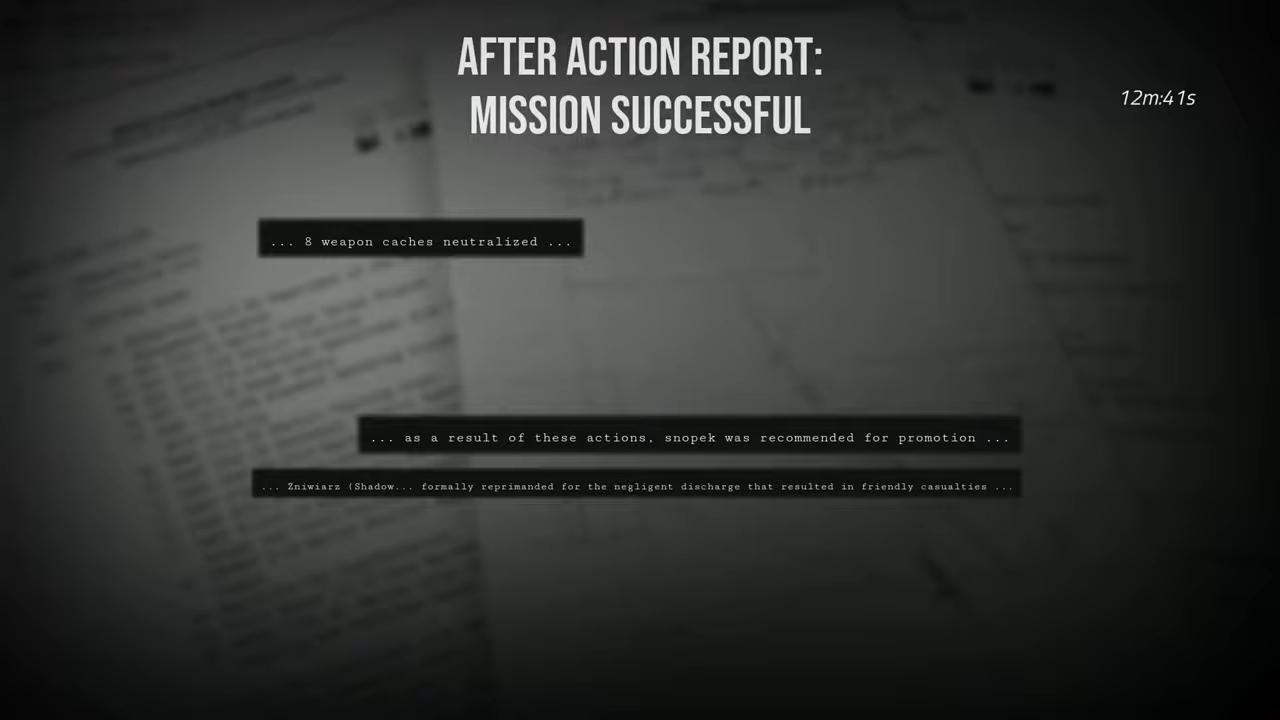 AFTER ACTION REPORT:
MISSION SUCCESSFUL
12m:41s
... 8 weapon caches neutralized ...
... as a result of these actions, snopek was recommended for promotion ...
... Zniwiarz (Shadow... formally reprimanded for the negligent discharge that resulted in friendly casualties ...